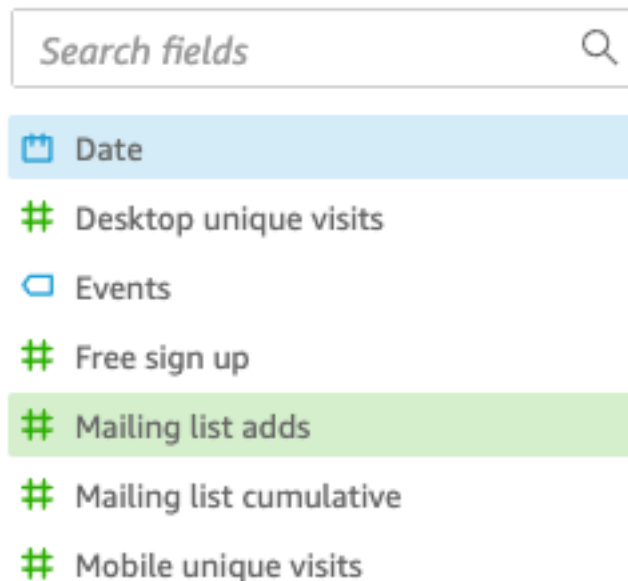 Search fields
Date
Desktop unique visits
Events
Free sign up
Mailing list adds
Mailing list cumulative
Mobile unique visits